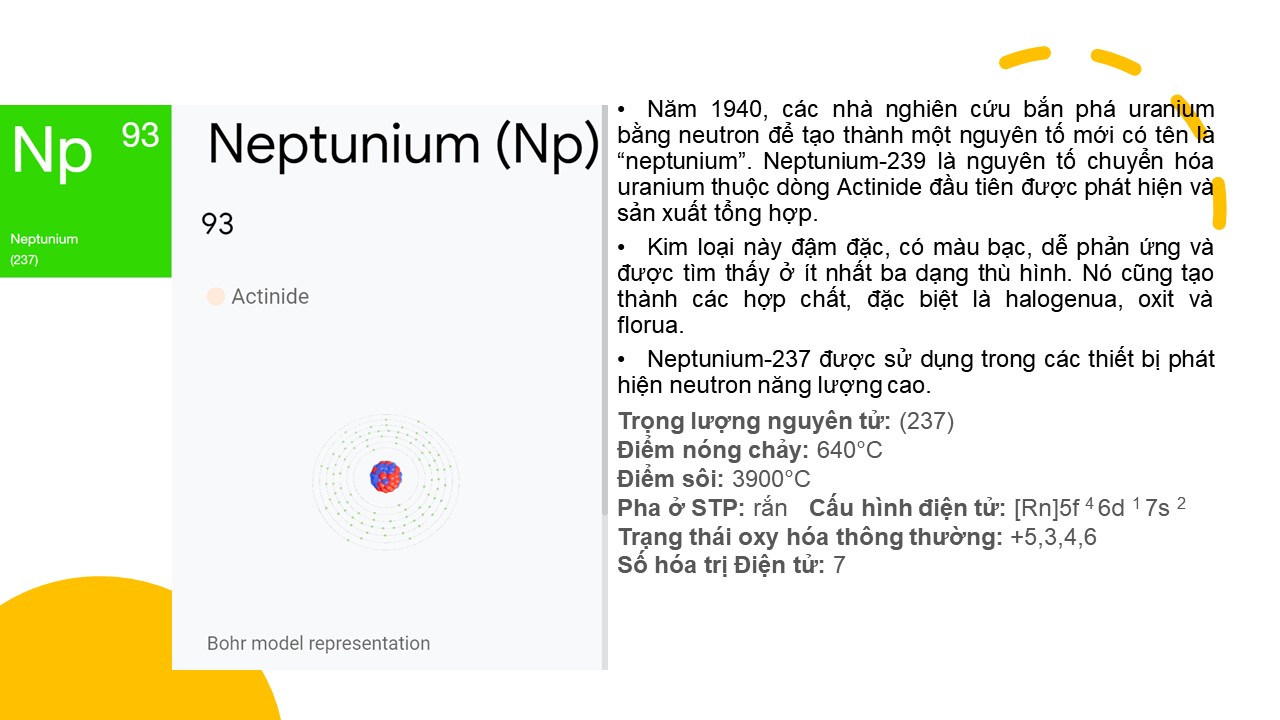 Np 93
Neptunium
(237)
Neptunium (Np)
93
Actinide
Bohr model representation
• Năm 1940, các nhà nghiên cứu bắn phá uranium
bằng neutron để tạo thành một nguyên tố mới có tên là
“neptunium”. Neptunium-239 là nguyên tố chuyển hóa
uranium thuộc dòng Actinide đầu tiên được phát hiện và
sản xuất tổng hợp.
• Kim loại này đậm đặc, có màu bạc, dễ phản ứng và
được tìm thấy ở ít nhất ba dạng thù hình. Nó cũng tạo
thành các hợp chất, đặc biệt là halogenua, oxit và
florua.
• Neptunium-237 được sử dụng trong các thiết bị phát
hiện neutron năng lượng cao.
Trọng lượng nguyên tử: (237)
Điểm nóng chảy: 640°C
Điểm sôi: 3900°C
Pha ở STP: rắn Cấu hình điện tử: [Rn]5f 4 6d 1 7s 2
Trạng thái oxy hóa thông thường: +5,3,4,6
Số hóa trị Điện tử: 7